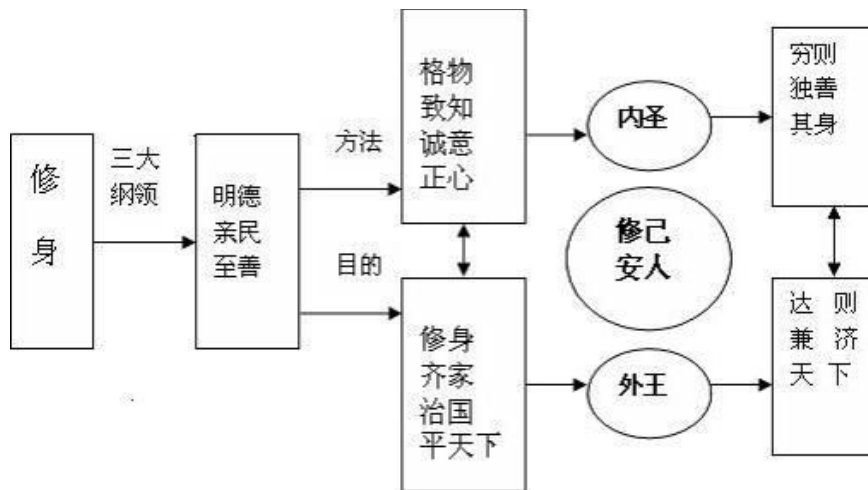 修
身
三大
纲领
明德
亲民
至善
方法
目的
格物
致知
诚意
正心
修身
齐家
治国
平天下
内圣
修己
安人
外王
穷则
独善
其身
达 则
兼 济
天 下